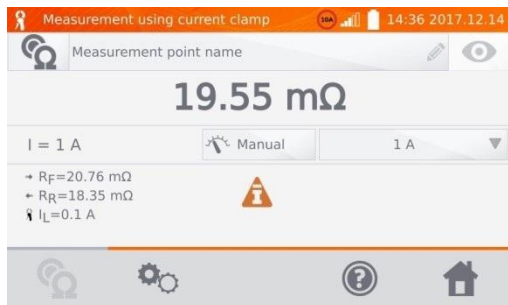 Measurement using current clamp 10A 14:36 2017.12.14
Measurement point name
19.55 mΩ
I = 1 A Manual 1 A
→ RF=20.76 mΩ
← RR=18.35 mΩ
IL=0.1 A